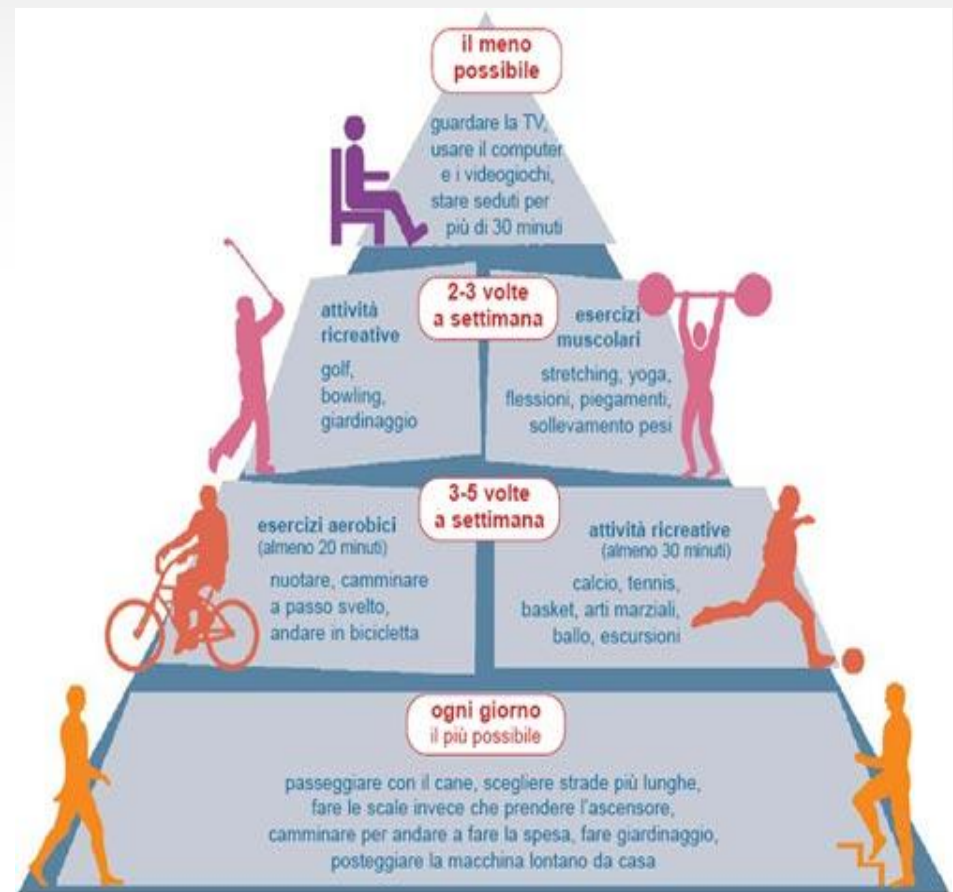 il meno
possibile
guardare la TV,
usare il computer
e i videogiochi,
stare seduti per
più di 30 minuti
2-3 volte
a settimana
attività
ricreative
golf,
bowling,
giardinaggio
esercizi
muscolari
stretching, yoga,
flessioni, piegamenti,
sollevamento pesi
3-5 volte
a settimana
esercizi aerobici
(almeno 20 minuti)
nuotare, camminare
a passo svelto,
andare in bicicletta
attività ricreative
(almeno 30 minuti)
calcio, tennis,
basket, arti marziali,
ballo, escursioni
ogni giorno
il più possibile
passeggiare con il cane, scegliere strade più lunghe,
fare le scale invece che prendere l'ascensore,
camminare per andare a fare la spesa, fare giardinaggio,
posteggiare la macchina lontano da casa